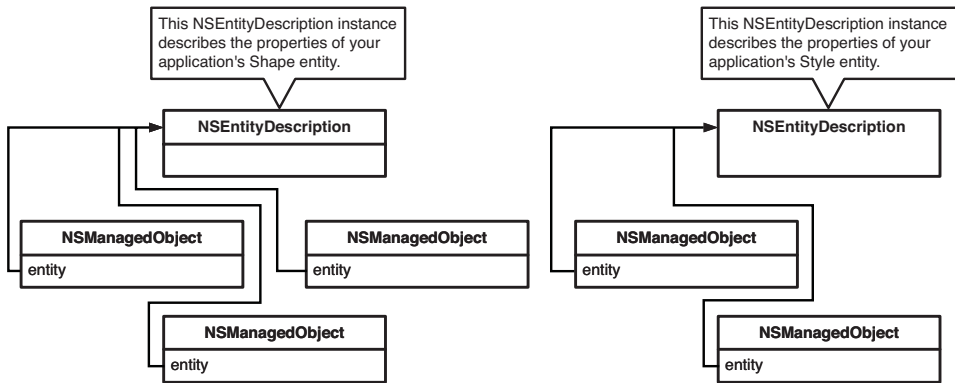 This NSEntityDescription instance
describes the properties of your
application's Shape entity.
NSEntityDescription
NSManagedObject
entity
NSManagedObject
entity
NSManagedObject
entity
This NSEntityDescription instance
describes the properties of your
application's Style entity.
NSEntityDescription
NSManagedObject
entity
NSManagedObject
entity